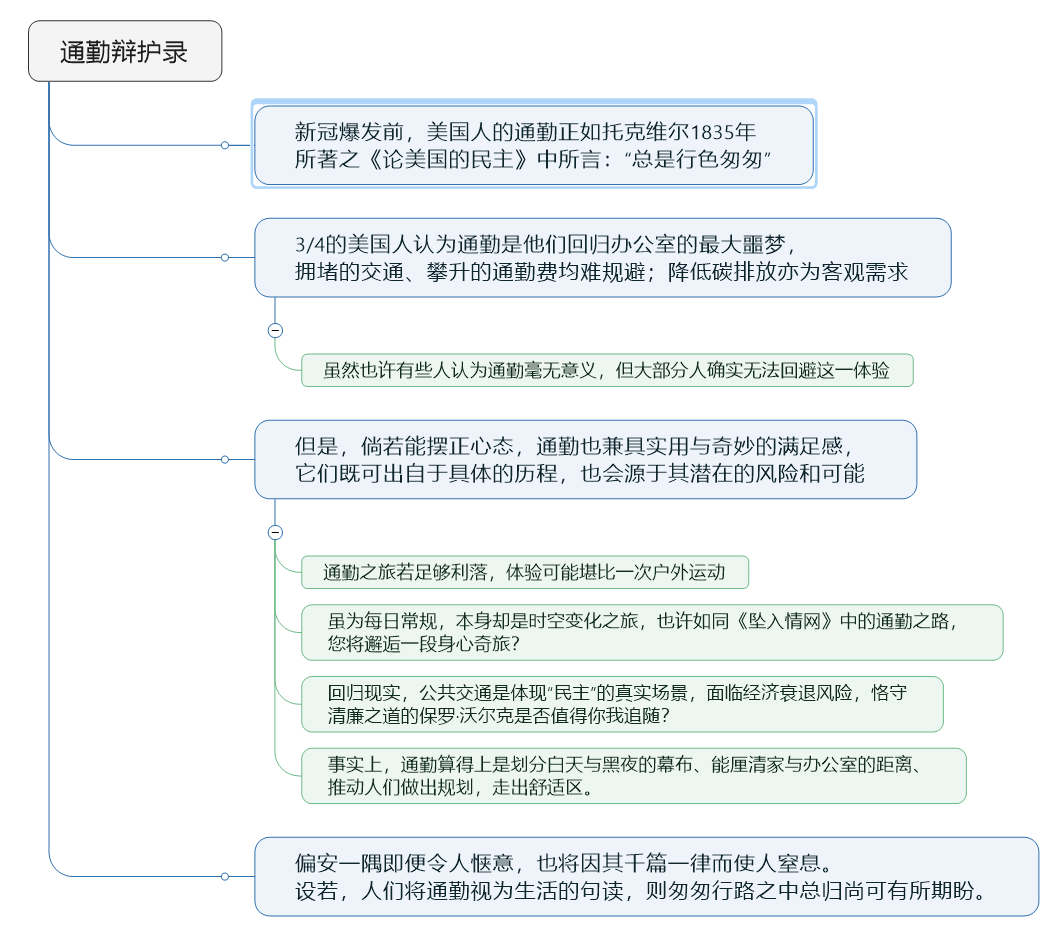 通勤辩护录
新冠爆发前，美国人的通勤正如托克维尔1835年
所著之《论美国的民主》中所言：“总是行色匆匆”
3/4的美国人认为通勤是他们回归办公室的最大噩梦，
拥堵的交通、攀升的通勤费均难规避；降低碳排放亦为客观需求
虽然也许有些人认为通勤毫无意义，但大部分人确实无法回避这一体验
但是，倘若能摆正心态，通勤也兼具实用与奇妙的满足感，
它们既可出自于具体的历程，也会源于其潜在的风险和可能
通勤之旅若足够利落，体验可能堪比一次户外运动
虽为每日常规，本身却是时空变化之旅，也许如同《坠入情网》中的通勤之路，
您将邂逅一段身心奇旅？
回归现实，公共交通是体现“民主”的真实场景，面临经济衰退风险，恪守
清廉之道的保罗·沃尔克是否值得你我追随？
事实上，通勤算得上是划分白天与黑夜的幕布、能厘清家与办公室的距离、
推动人们做出规划，走出舒适区。
偏安一隅即便令人惬意，也将因其千篇一律而使人窒息。
设若，人们将通勤视为生活的句读，则匆匆行路之中总归尚可有所期盼。